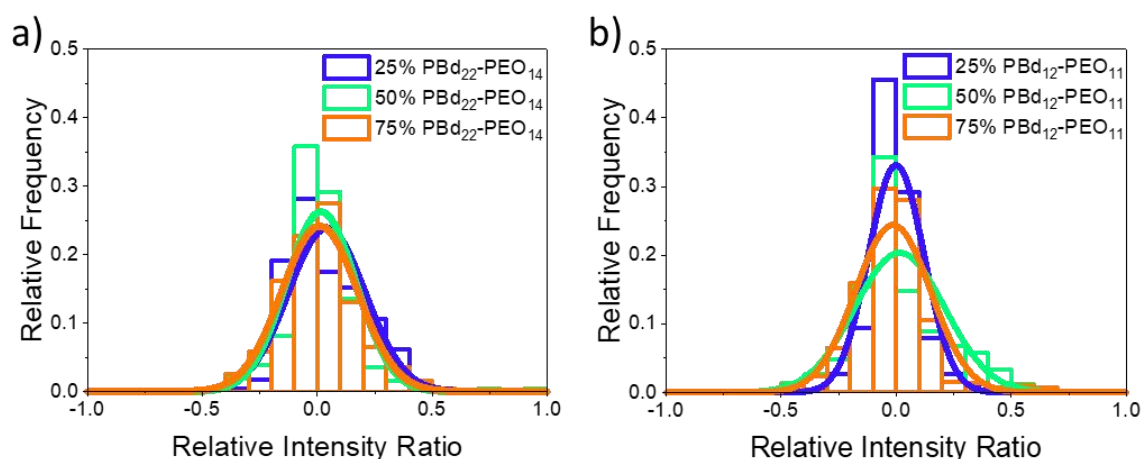 a)
0.5
0.4
0.3
0.2
0.1
0.0
Relative Frequency
25% PBd₂₂-PEO₁₄
50% PBd₂₂-PEO₁₄
75% PBd₂₂-PEO₁₄
-1.0 -0.5 0.0 0.5 1.0
Relative Intensity Ratio
b)
0.5
0.4
0.3
0.2
0.1
0.0
Relative Frequency
25% PBd₁₂-PEO₁₁
50% PBd₁₂-PEO₁₁
75% PBd₁₂-PEO₁₁
-1.0 -0.5 0.0 0.5 1.0
Relative Intensity Ratio